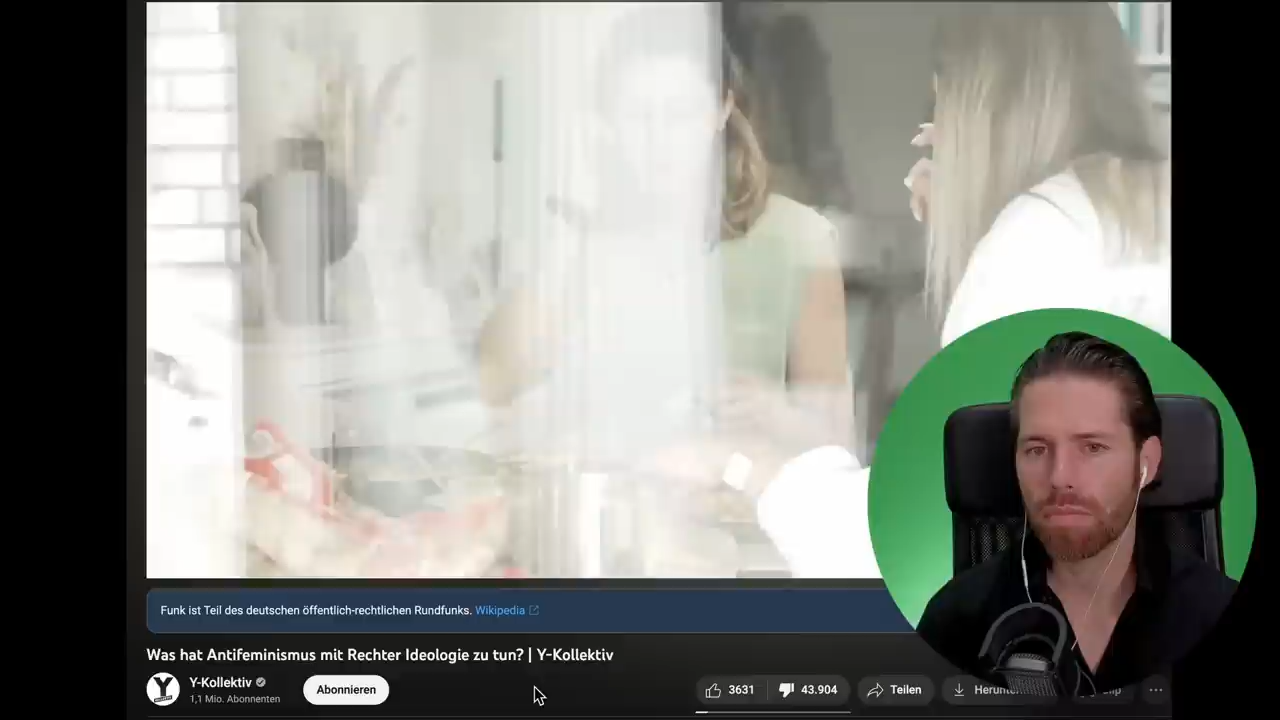 Funk ist Teil des deutschen öffentlich-rechtlichen Rundfunks. Wikipedia
Was hat Antifeminismus mit Rechter Ideologie zu tun? | Y-Kollektiv
Y-Kollektiv
1,1 Mio. Abonnenten
Abonnieren
3631
43.904
Teilen